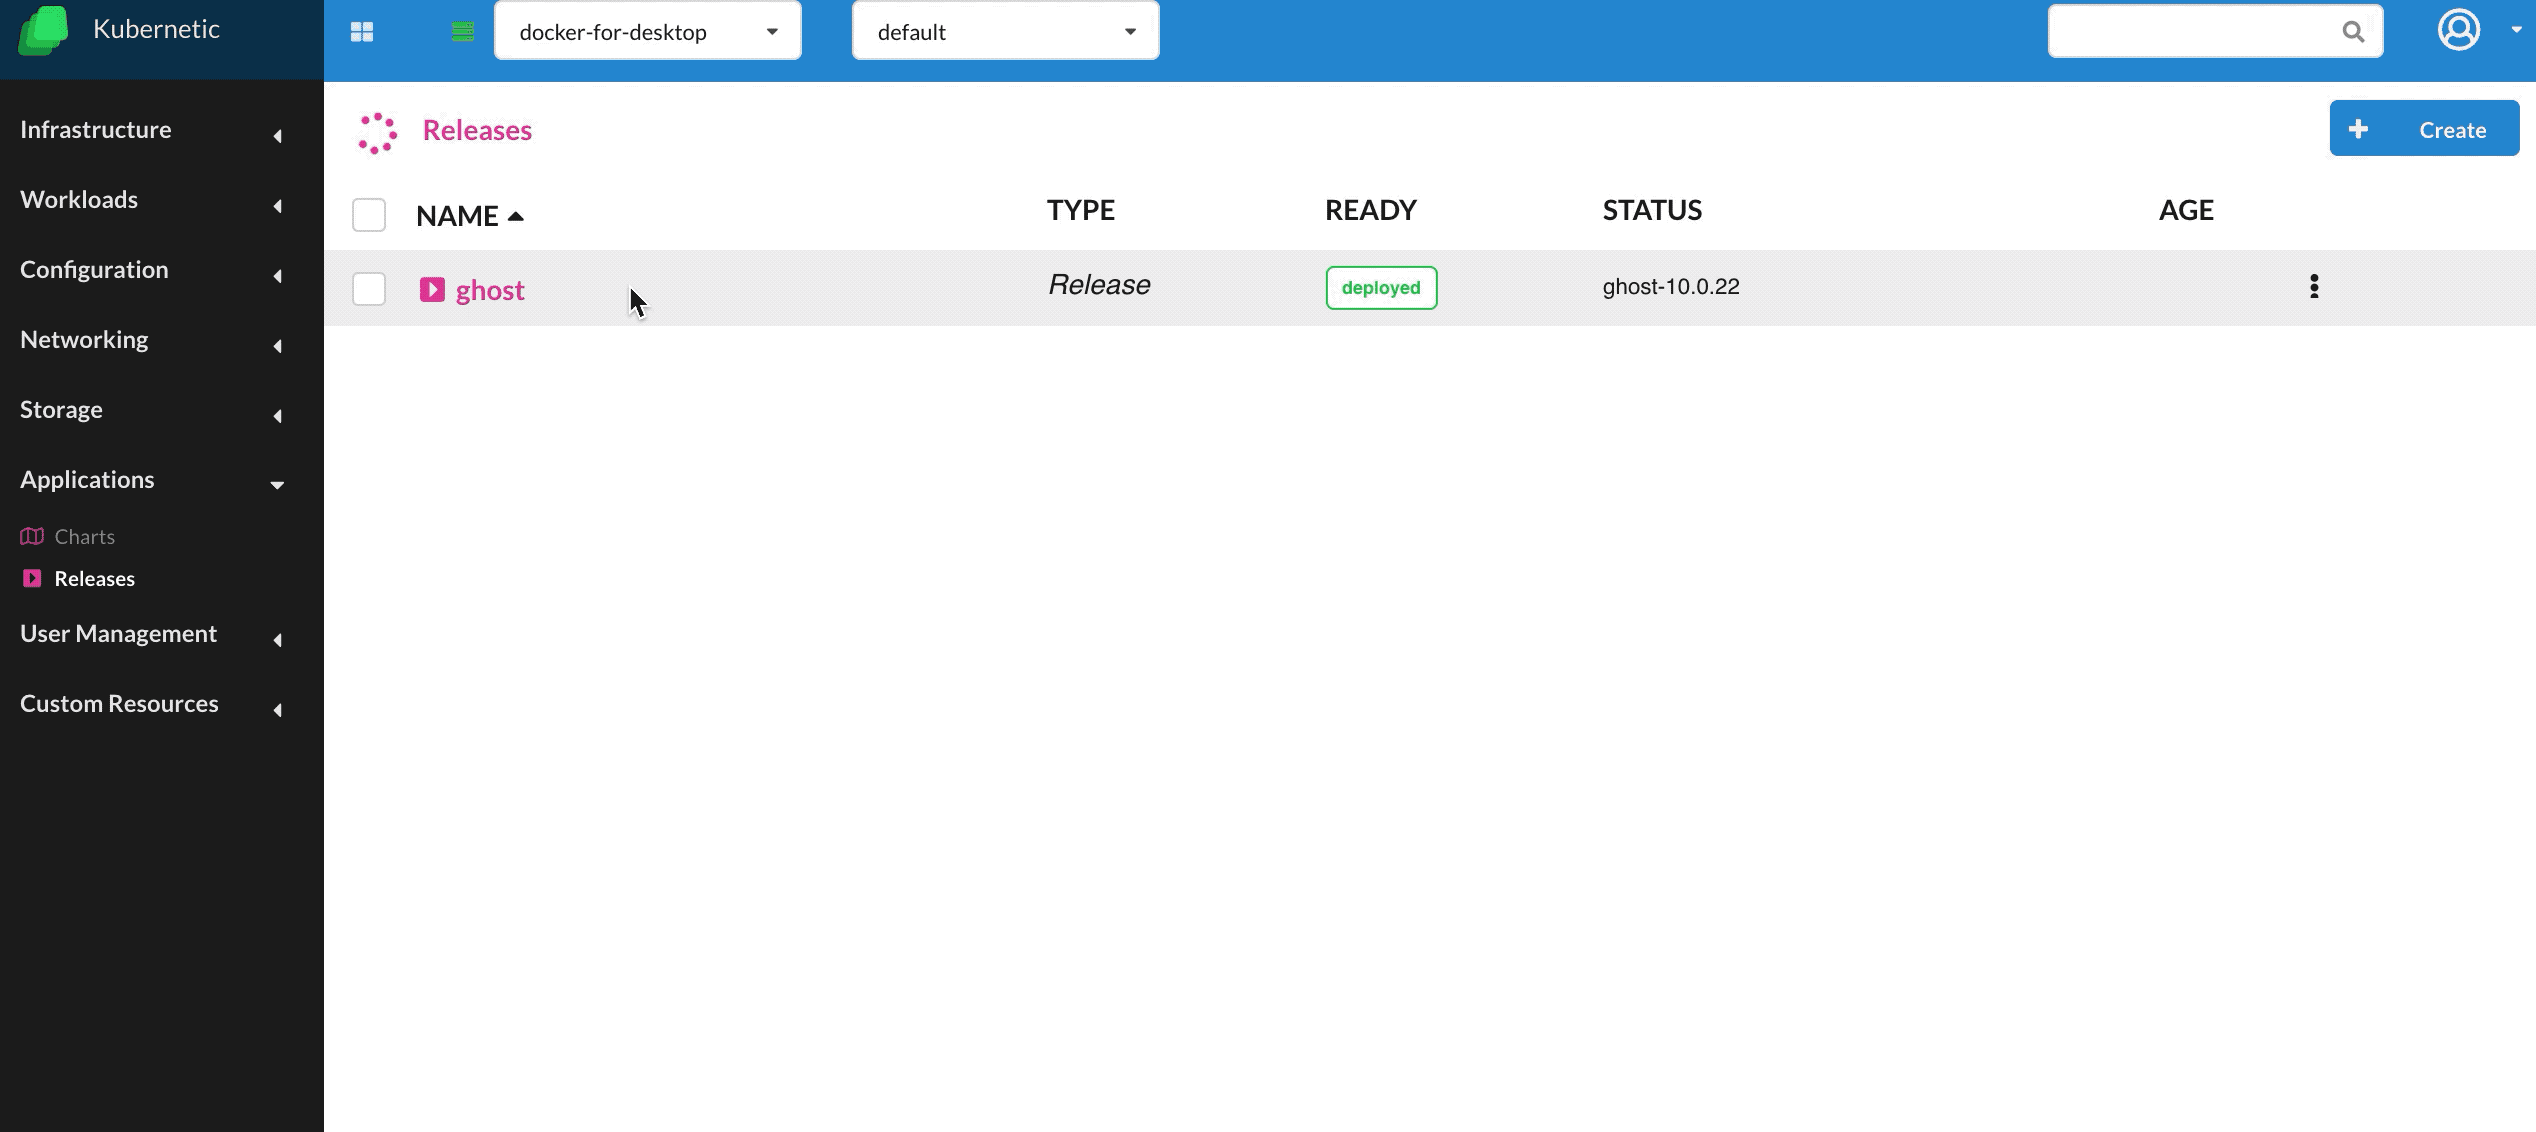 Kubernetic
docker-for-desktop
default
Infrastructure
Workloads
Configuration
Networking
Storage
Applications
Charts
Releases
User Management
Custom Resources
Releases
Create
NAME TYPE READY STATUS AGE
ghost Release deployed ghost-10.0.22